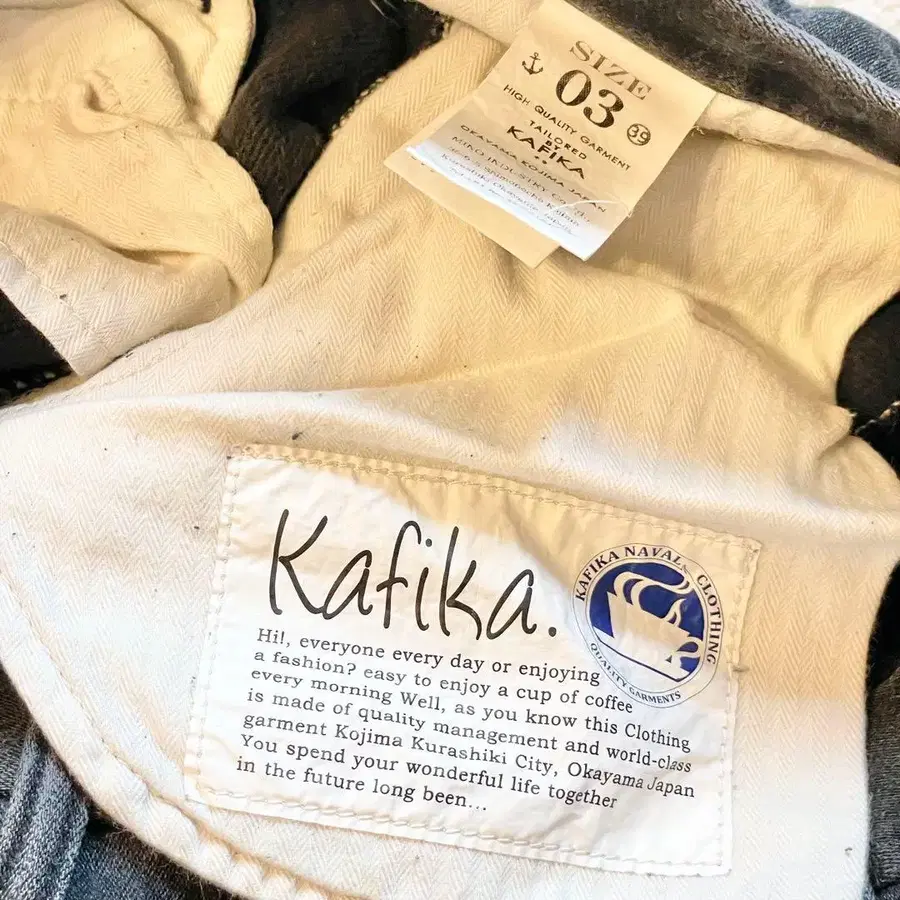 SIZE
03
39
HIGH QUALITY GARMENT
TAILORED
BY
KAFIKA
OKAYAMA KOJIMA JAPAN
Kafika.
KAFIKA NAVAL CLOTHING
QUALITY GARMENTS
Hi!, everyone every day or enjoying
a fashion? easy to enjoy a cup of coffee
every morning Well, as you know this Clothing
is made of quality management and world-class
garment Kojima Kurashiki City, Okayama Japan
You spend your wonderful life together
in the future long been...